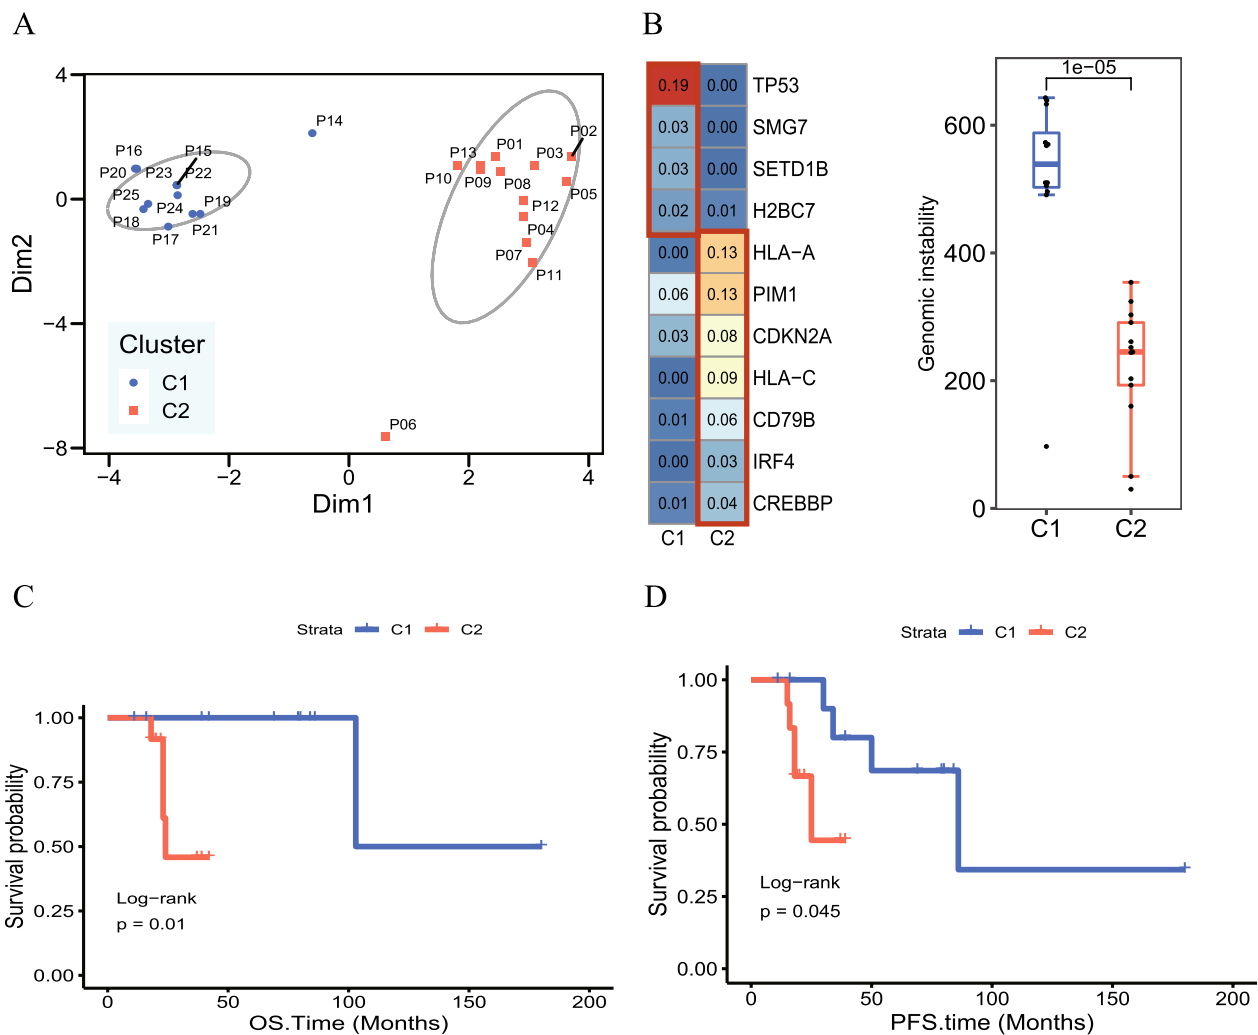 A
4
0
−4
−8
−4
−2
0
2
4
Dim2
Dim1
P14
P16
P15
P20
P23
P22
P25
P24
P19
P18
P17
P21
P02
P01
P13
P03
P10
P09
P08
P05
P12
P04
P07
P11
P06
Cluster
C1
C2
B
0.19 0.00 TP53
0.03 0.00 SMG7
0.03 0.00 SETD1B
0.02 0.01 H2BC7
0.00 0.13 HLA−A
0.06 0.13 PIM1
0.03 0.08 CDKN2A
0.00 0.09 HLA−C
0.01 0.06 CD79B
0.00 0.03 IRF4
0.01 0.04 CREBBP
C1 C2
1e−05
Genomic instability
600
400
200
0
C1 C2
C
Strata C1 C2
Survival probability
1.00
0.75
0.50
0.25
0.00
Log−rank
p = 0.01
0 50 100 150 200
OS.Time (Months)
D
Strata C1 C2
Survival probability
1.00
0.75
0.50
0.25
0.00
Log−rank
p = 0.045
0 50 100 150 200
PFS.time (Months)